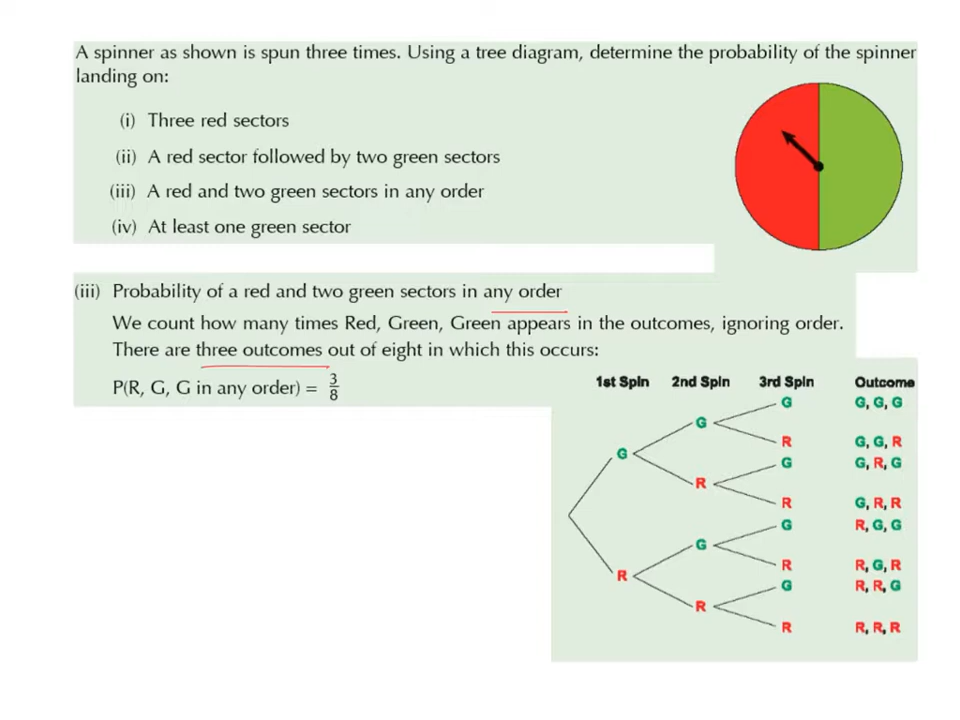 A spinner as shown is spun three times. Using a tree diagram, determine the probability of the spinner
landing on:
(i) Three red sectors
(ii) A red sector followed by two green sectors
(iii) A red and two green sectors in any order
(iv) At least one green sector
(iii) Probability of a red and two green sectors in any order
We count how many times Red, Green, Green appears in the outcomes, ignoring order.
There are three outcomes out of eight in which this occurs:
P(R, G, G in any order) = 3/8
1st Spin 2nd Spin 3rd Spin Outcome
G G, G, G
G
R G, G, R
G
G G, R, G
R
R G, R, R
G R, G, G
G
R R, G, R
R
G R, R, G
R
R R, R, R